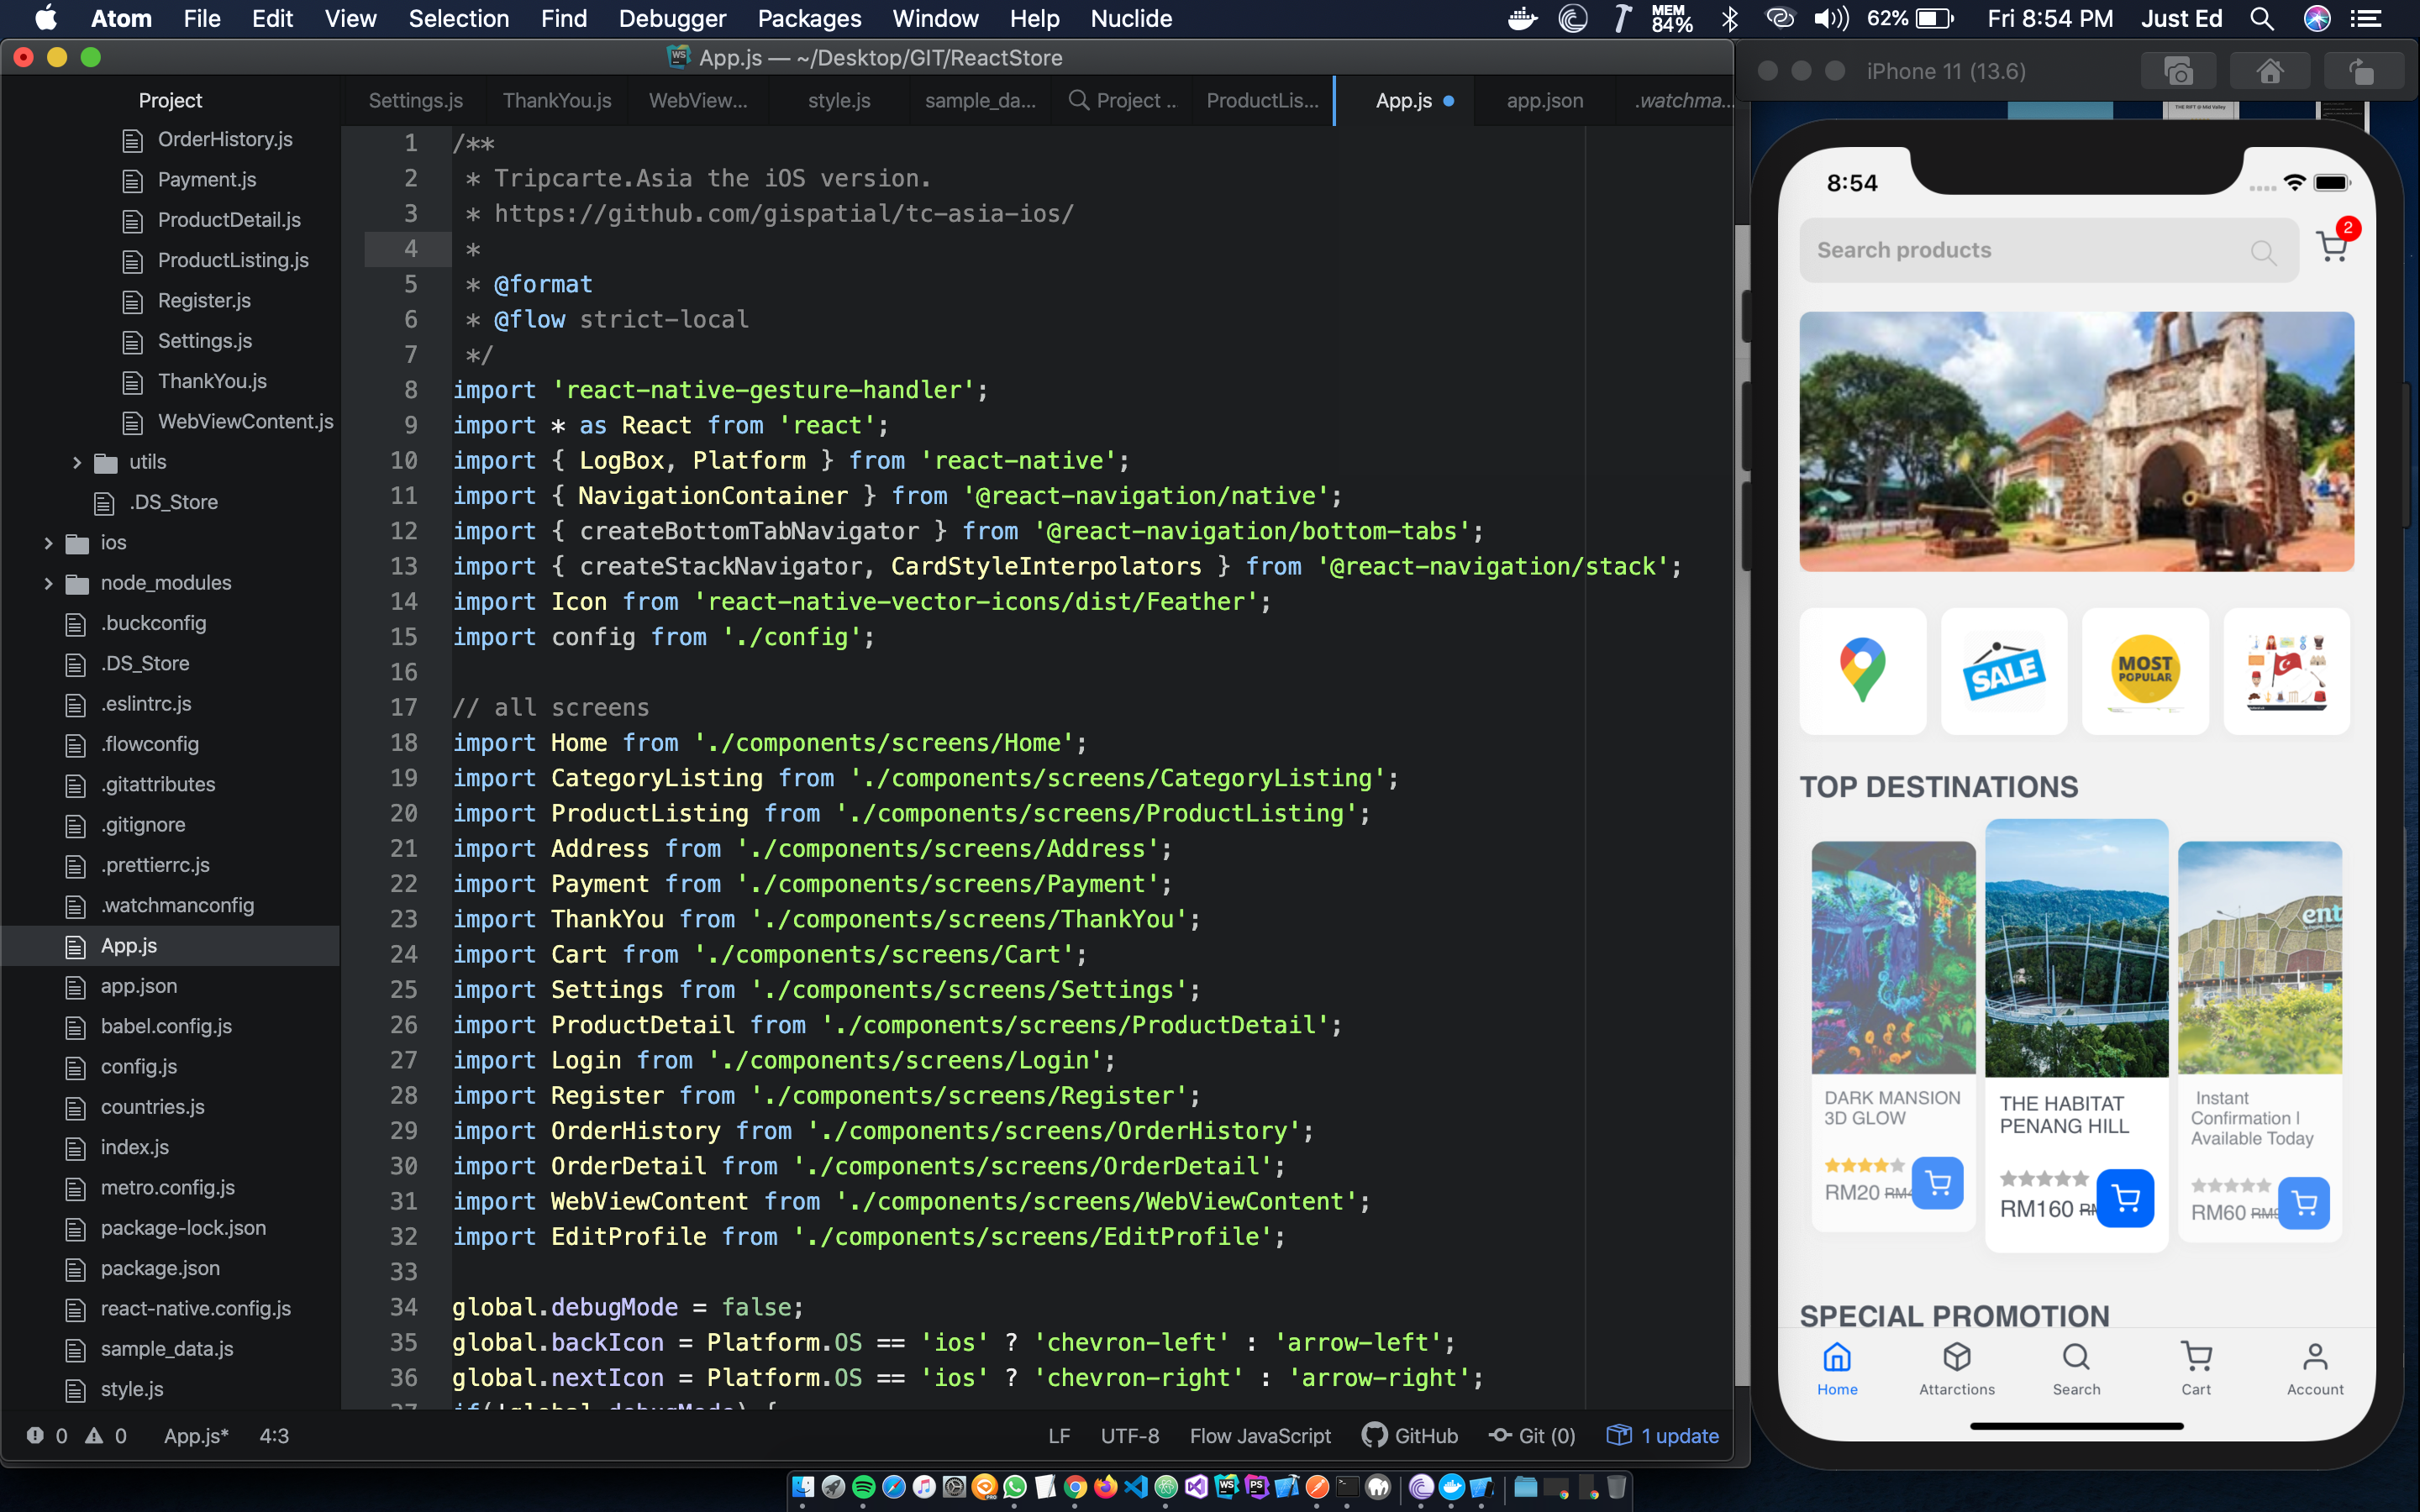 Atom File Edit View Selection Find Debugger Packages Window Help Nuclide
MEM
84%
62%
Fri 8:54 PM Just Ed
App.js — ~/Desktop/GIT/ReactStore
Project
OrderHistory.js
Payment.js
ProductDetail.js
ProductListing.js
Register.js
Settings.js
ThankYou.js
WebViewContent.js
utils
.DS_Store
ios
node_modules
.buckconfig
.DS_Store
.eslintrc.js
.flowconfig
.gitattributes
.gitignore
.prettierrc.js
.watchmanconfig
App.js
app.json
babel.config.js
config.js
countries.js
index.js
metro.config.js
package-lock.json
package.json
react-native.config.js
sample_data.js
style.js
Settings.js ThankYou.js WebView... style.js sample_da... Project ... ProductLis... App.js app.json .watchma...
1 /**
2 * Tripcarte.Asia the iOS version.
3 * https://github.com/gispatial/tc-asia-ios/
4 *
5 * @format
6 * @flow strict-local
7 */
8 import 'react-native-gesture-handler';
9 import * as React from 'react';
10 import { LogBox, Platform } from 'react-native';
11 import { NavigationContainer } from '@react-navigation/native';
12 import { createBottomTabNavigator } from '@react-navigation/bottom-tabs';
13 import { createStackNavigator, CardStyleInterpolators } from '@react-navigation/stack';
14 import Icon from 'react-native-vector-icons/dist/Feather';
15 import config from './config';
16
17 // all screens
18 import Home from './components/screens/Home';
19 import CategoryListing from './components/screens/CategoryListing';
20 import ProductListing from './components/screens/ProductListing';
21 import Address from './components/screens/Address';
22 import Payment from './components/screens/Payment';
23 import ThankYou from './components/screens/ThankYou';
24 import Cart from './components/screens/Cart';
25 import Settings from './components/screens/Settings';
26 import ProductDetail from './components/screens/ProductDetail';
27 import Login from './components/screens/Login';
28 import Register from './components/screens/Register';
29 import OrderHistory from './components/screens/OrderHistory';
30 import OrderDetail from './components/screens/OrderDetail';
31 import WebViewContent from './components/screens/WebViewContent';
32 import EditProfile from './components/screens/EditProfile';
33
34 global.debugMode = false;
35 global.backIcon = Platform.OS == 'ios' ? 'chevron-left' : 'arrow-left';
36 global.nextIcon = Platform.OS == 'ios' ? 'chevron-right' : 'arrow-right';
37 if(!global.debugMode) {
0 0 App.js* 4:3
LF UTF-8 Flow JavaScript GitHub Git (0) 1 update
iPhone 11 (13.6)
THE RIFT @ Mid Valley
8:54
Search products
2
SALE
MOST
POPULAR
TOP DESTINATIONS
ent
DARK MANSION
3D GLOW
RM20
THE HABITAT
PENANG HILL
RM160
Instant
Confirmation I
Available Today
RM60
SPECIAL PROMOTION
Home Attarctions Search Cart Account
WS
PS